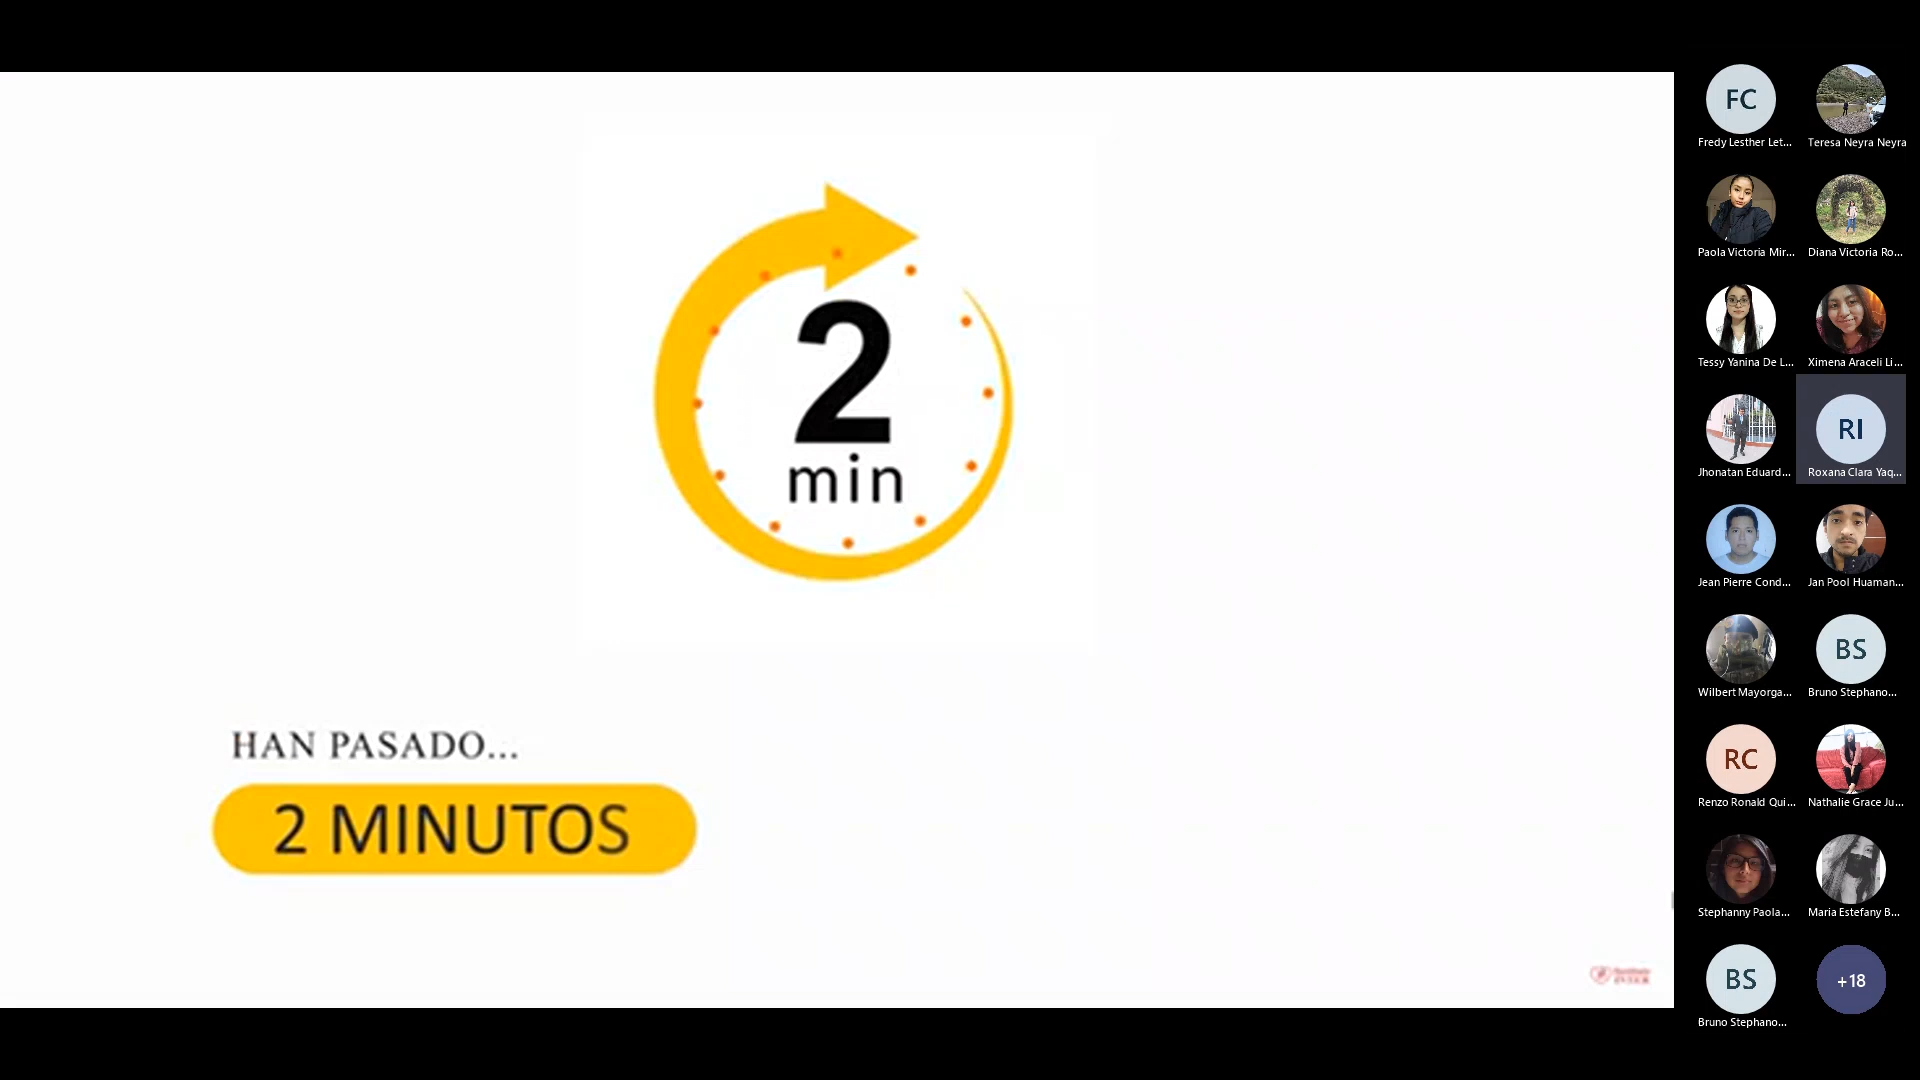 2
min
HAN PASADO...
2 MINUTOS
FC
Fredy Lesther Let...
Teresa Neyra Neyra
Paola Victoria Mir...
Diana Victoria Ro...
Tessy Yanina De L...
Ximena Araceli Li...
Jhonatan Eduard...
RI
Roxana Clara Yaq...
Jean Pierre Cond...
Jan Pool Huaman...
Wilbert Mayorga...
BS
Bruno Stephano...
RC
Renzo Ronald Qui...
Nathalie Grace Ju...
Stephanny Paola...
Maria Estefany B...
BS
Bruno Stephano...
+18